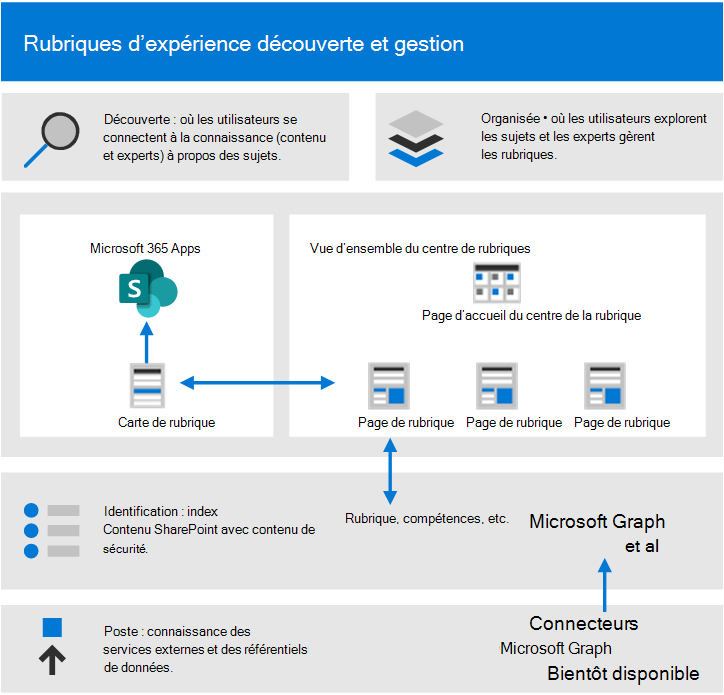 Rubriques d’expérience découverte et gestion
Découverte : où les utilisateurs se
connectent à la connaissance (contenu
et experts) à propos des sujets.
Organisée • où les utilisateurs explorent
les sujets et les experts gèrent
les rubriques.
Microsoft 365 Apps
S
Carte de rubrique
Vue d’ensemble du centre de rubriques
Page d’accueil du centre de la rubrique
Page de rubrique
Page de rubrique
Page de rubrique
Identification : index
Contenu SharePoint avec contenu de
sécurité.
Rubrique, compétences, etc.
Microsoft Graph
et al
Poste : connaissance des
services externes et des référentiels
de données.
Connecteurs
Microsoft Graph
Bientôt disponible